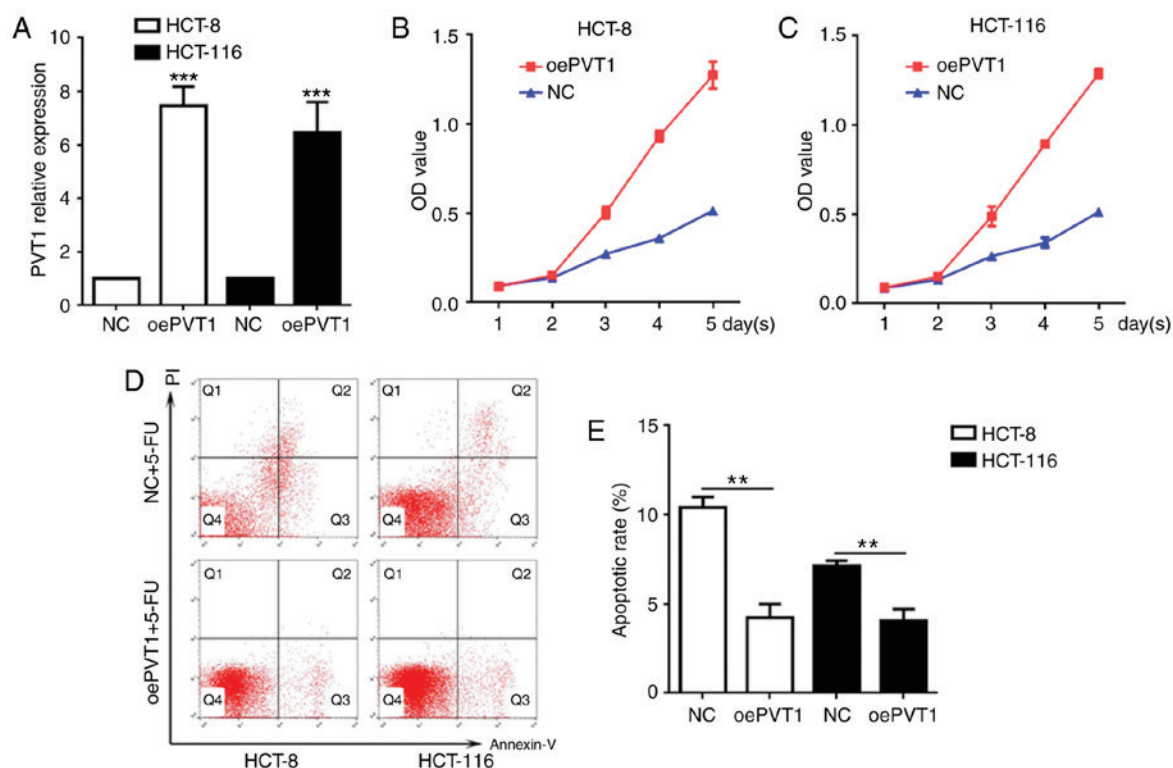 A
HCT-8
HCT-116
PVT1 relative expression
10
8
6
4
2
0
***
***
NC oePVT1 NC oePVT1
B
HCT-8
oePVT1
NC
OD value
1.5
1.0
0.5
0.0
1 2 3 4 5 day(s)
C
HCT-116
oePVT1
NC
OD value
1.5
1.0
0.5
0.0
1 2 3 4 5 day(s)
D
PI
NC+5-FU
Q1 Q2
Q4 Q3
Q1 Q2
Q4 Q3
oePVT1+5-FU
Q1 Q2
Q4 Q3
Q1 Q2
Q4 Q3
Annexin-V
HCT-8 HCT-116
E
HCT-8
HCT-116
Apoptotic rate (%)
15
10
5
0
**
**
NC oePVT1 NC oePVT1